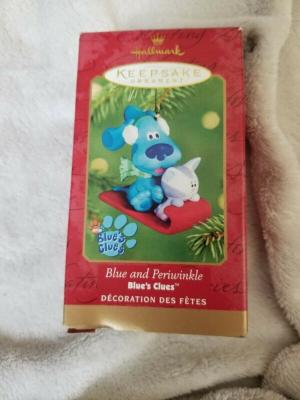 Hallmark
KEEPSAKE
ORNAMENT
Blue's
Clues
Blue and Periwinkle
Blue's Clues™
DÉCORATION DES FÊTES